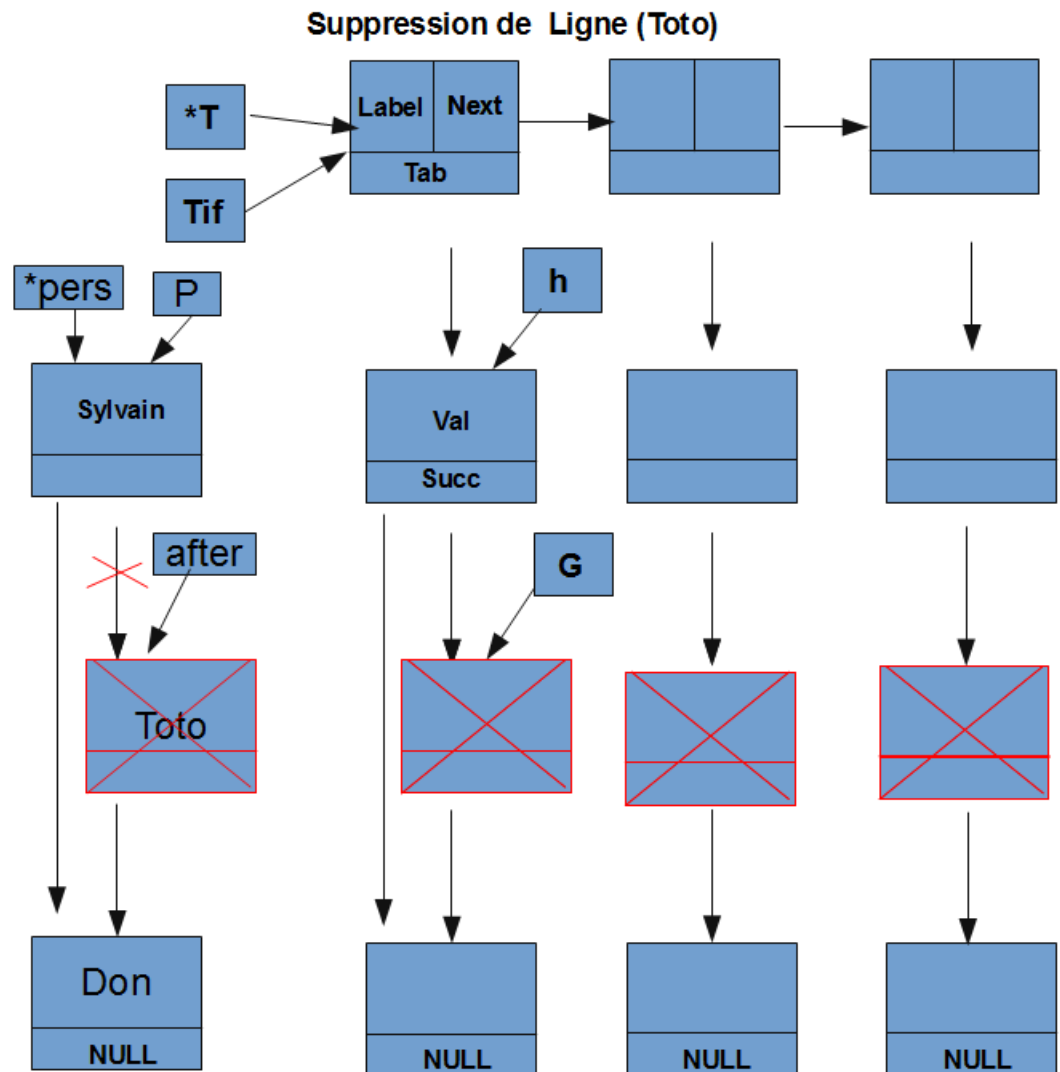 Suppression de Ligne (Toto)
*T
Label
Next
Tab
Tif
*pers
P
h
Sylvain
Val
Succ
after
G
Toto
Don
NULL
NULL
NULL
NULL